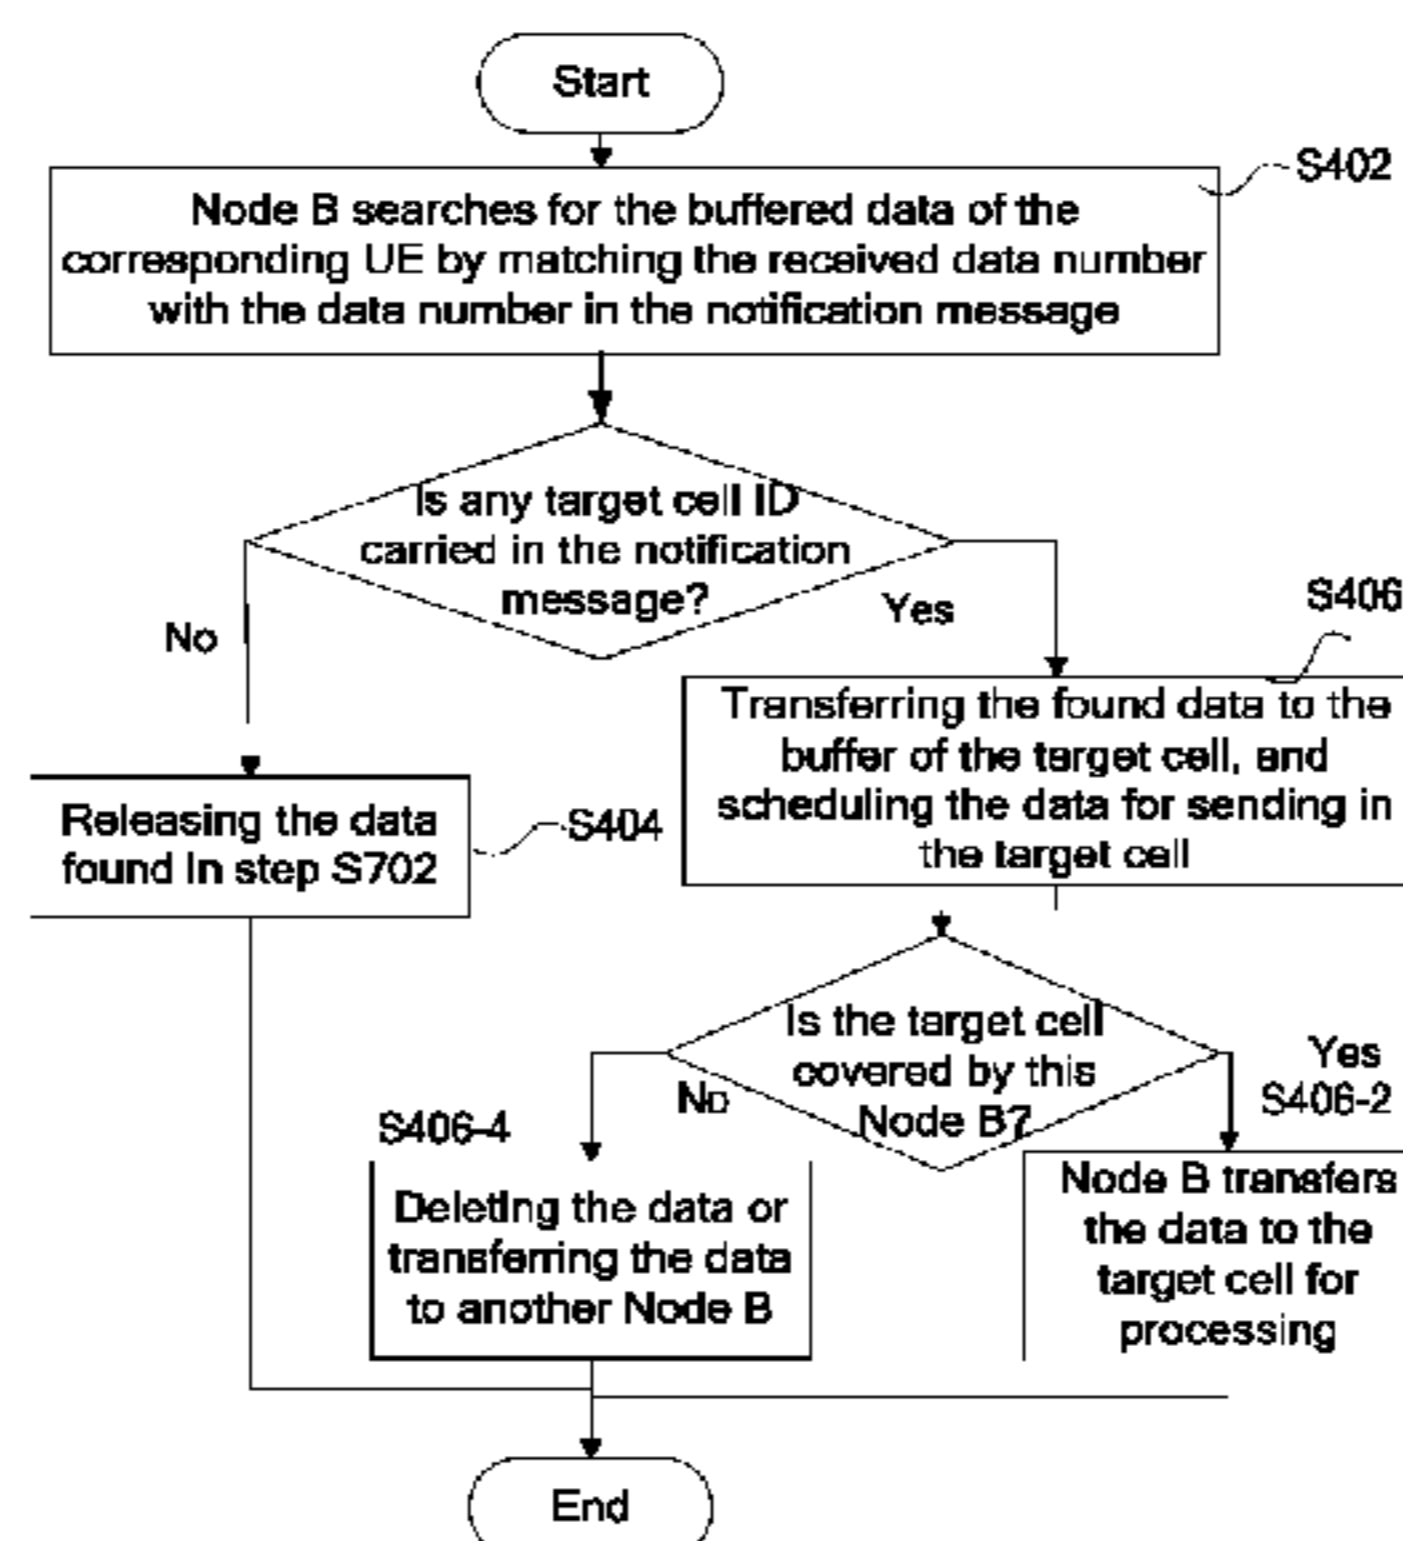 Start
S402
Node B searches for the buffered data of the
corresponding UE by matching the received data number
with the data number in the notification message
Is any target cell ID
carried in the notification
message?
No
Yes
S406
Transferring the found data to the
buffer of the target cell, and
scheduling the data for sending in
the target cell
Releasing the data
found in step S702
S404
Is the target cell
covered by this
Node B?
No
Yes
S406-2
S406-4
Deleting the data or
transferring the data
to another Node B
Node B transfers
the data to the
target cell for
processing
End